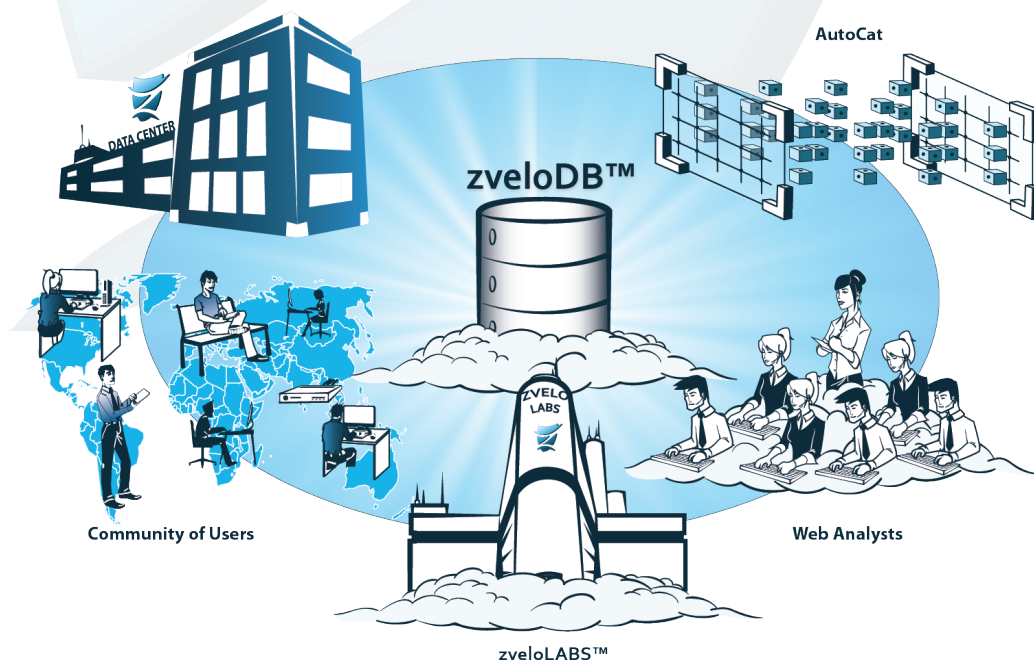 AutoCat
DATA CENTER
zveloDB™
ZVELO
LABS
Community of Users
Web Analysts
zveloLABS™